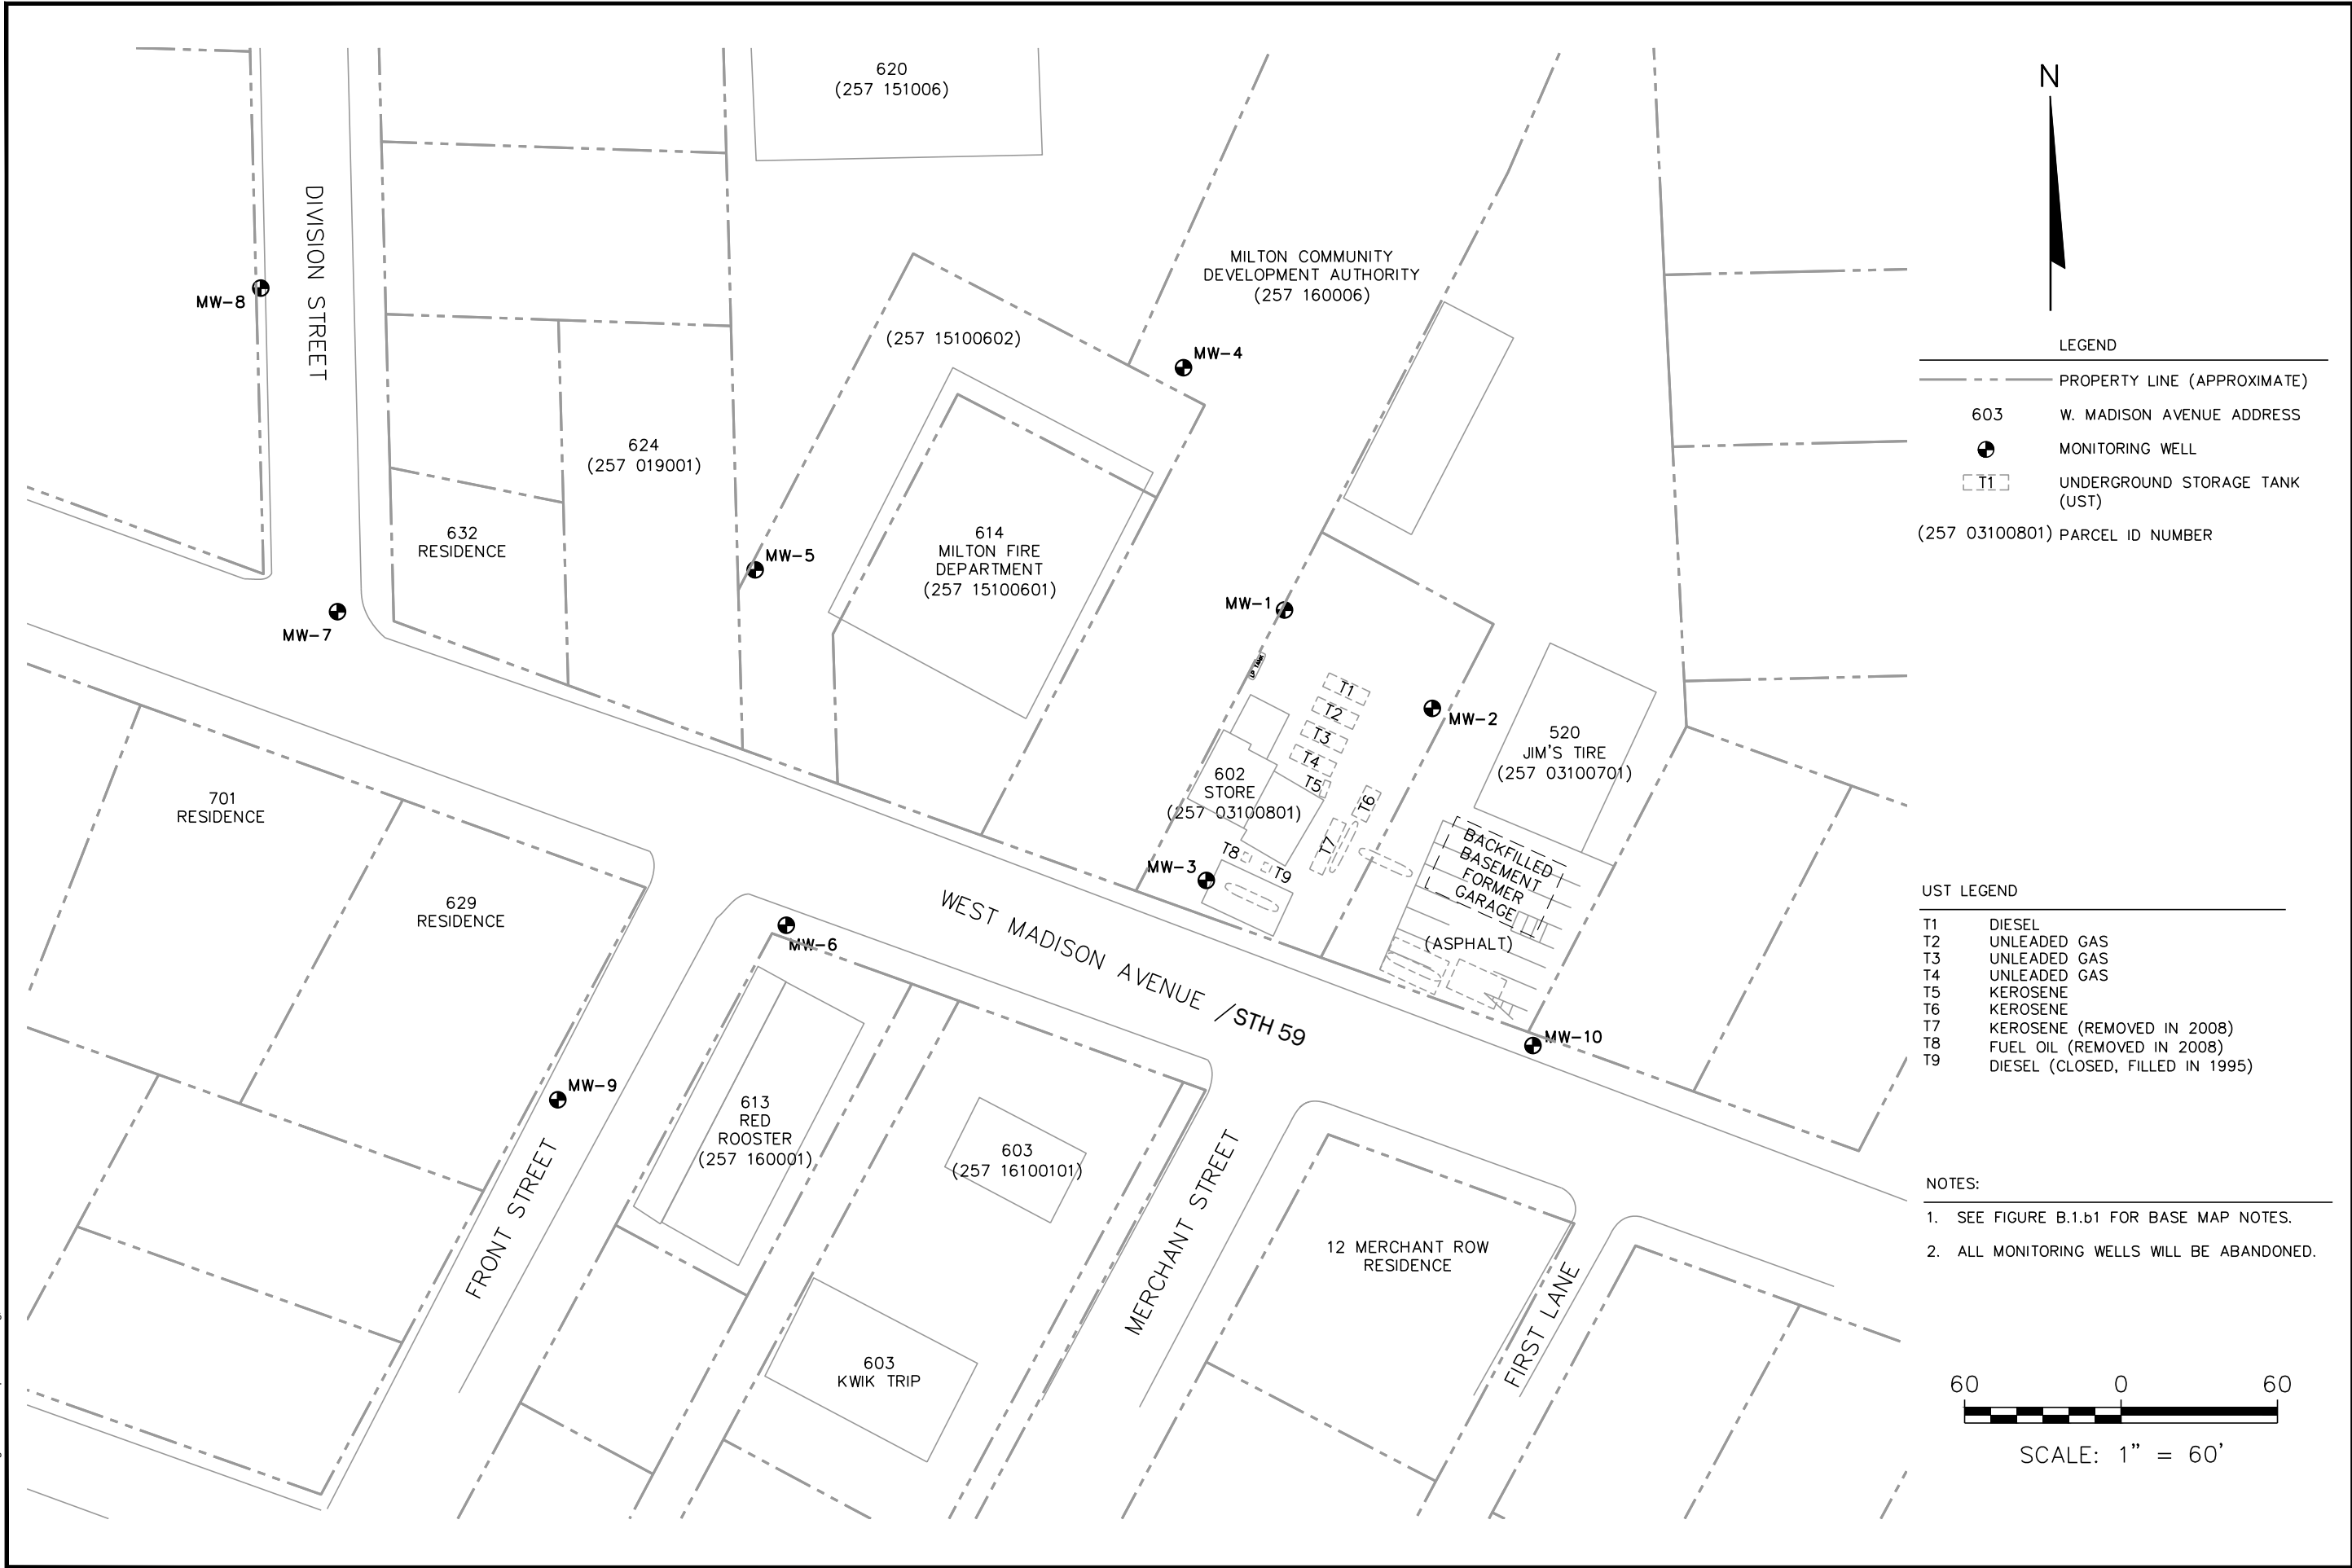 620
(257 151006)
N
DIVISION STREET
MILTON COMMUNITY
DEVELOPMENT AUTHORITY
(257 160006)
MW-8
(257 15100602)
MW-4
LEGEND
PROPERTY LINE (APPROXIMATE)
603 W. MADISON AVENUE ADDRESS
MONITORING WELL
T1 UNDERGROUND STORAGE TANK
(UST)
(257 03100801) PARCEL ID NUMBER
624
(257 019001)
632
RESIDENCE
MW-5
614
MILTON FIRE
DEPARTMENT
(257 15100601)
MW-1
MW-7
LP TANK
T1
T2
T3
T4
T5
T6
T7
T8
T9
MW-2
520
JIM'S TIRE
(257 03100701)
602
STORE
(257 03100801)
701
RESIDENCE
BACKFILLED
BASEMENT
FORMER
GARAGE
(ASPHALT)
MW-3
629
RESIDENCE
MW-6
WEST MADISON AVENUE /STH 59
MW-10
UST LEGEND
T1 DIESEL
T2 UNLEADED GAS
T3 UNLEADED GAS
T4 UNLEADED GAS
T5 KEROSENE
T6 KEROSENE
T7 KEROSENE (REMOVED IN 2008)
T8 FUEL OIL (REMOVED IN 2008)
T9 DIESEL (CLOSED, FILLED IN 1995)
MW-9
613
RED
ROOSTER
(257 160001)
603
(257 16100101)
FRONT STREET
MERCHANT STREET
12 MERCHANT ROW
RESIDENCE
FIRST LANE
603
KWIK TRIP
NOTES:
1. SEE FIGURE B.1.b1 FOR BASE MAP NOTES.
2. ALL MONITORING WELLS WILL BE ABANDONED.
60 0 60
SCALE: 1" = 60'